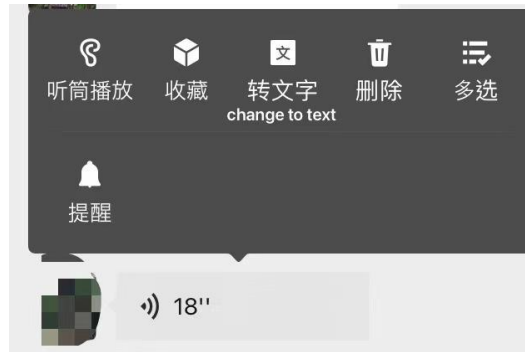 听筒播放
收藏
转文字
change to text
删除
多选
提醒
18''